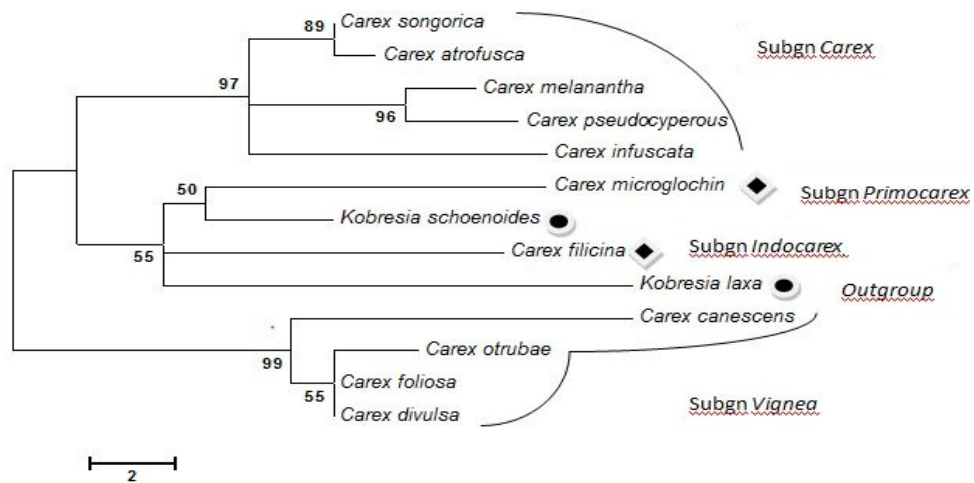 Carex songorica
89
Carex atrofusca
Subgn Carex
97
Carex melanantha
96
Carex pseudocyperous
Carex infuscata
50
Carex microglochin
Subgn Primocarex
Kobresia schoenoides
55
Carex filicina
Subgn Indocarex,
Kobresia laxa
Outgroup
Carex canescens
99
Carex otrubae
55
Carex foliosa
Subgn Vignea
Carex divulsa
2